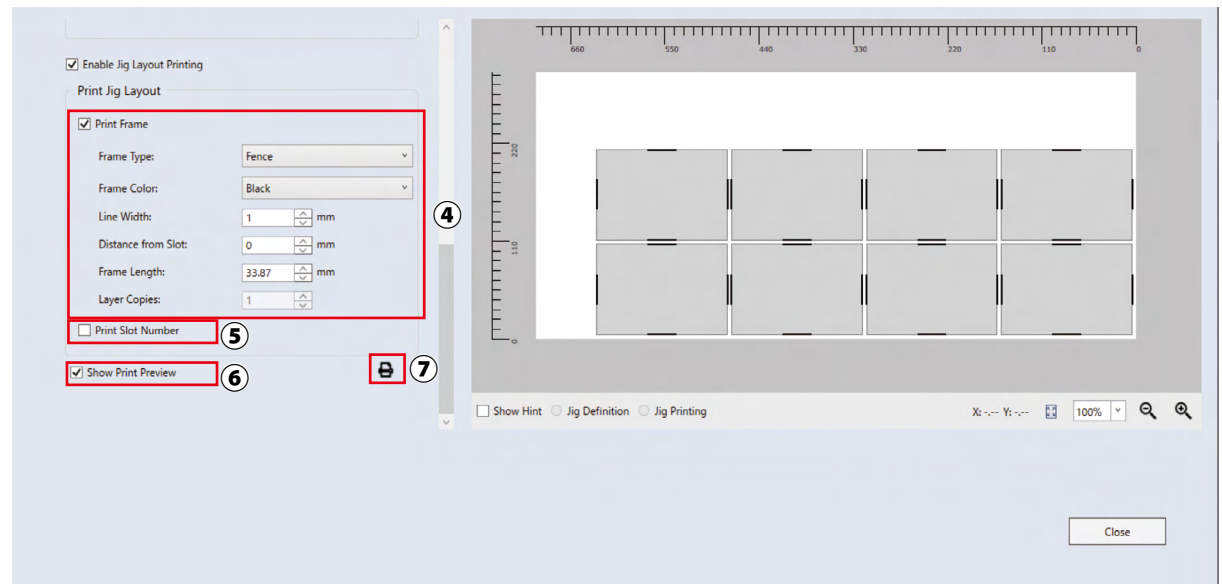 Enable Jig Layout Printing
Print Jig Layout
Print Frame
Frame Type: Fence
Frame Color: Black
Line Width: 1 mm
Distance from Slot: 0 mm
Frame Length: 33.87 mm
Layer Copies: 1
④
Print Slot Number
⑤
Show Print Preview
⑥
⑦
660 550 440 330 220 110 0
220
110
0
Show Hint Jig Definition Jig Printing X: -.-- Y: -.-- 100%
Close